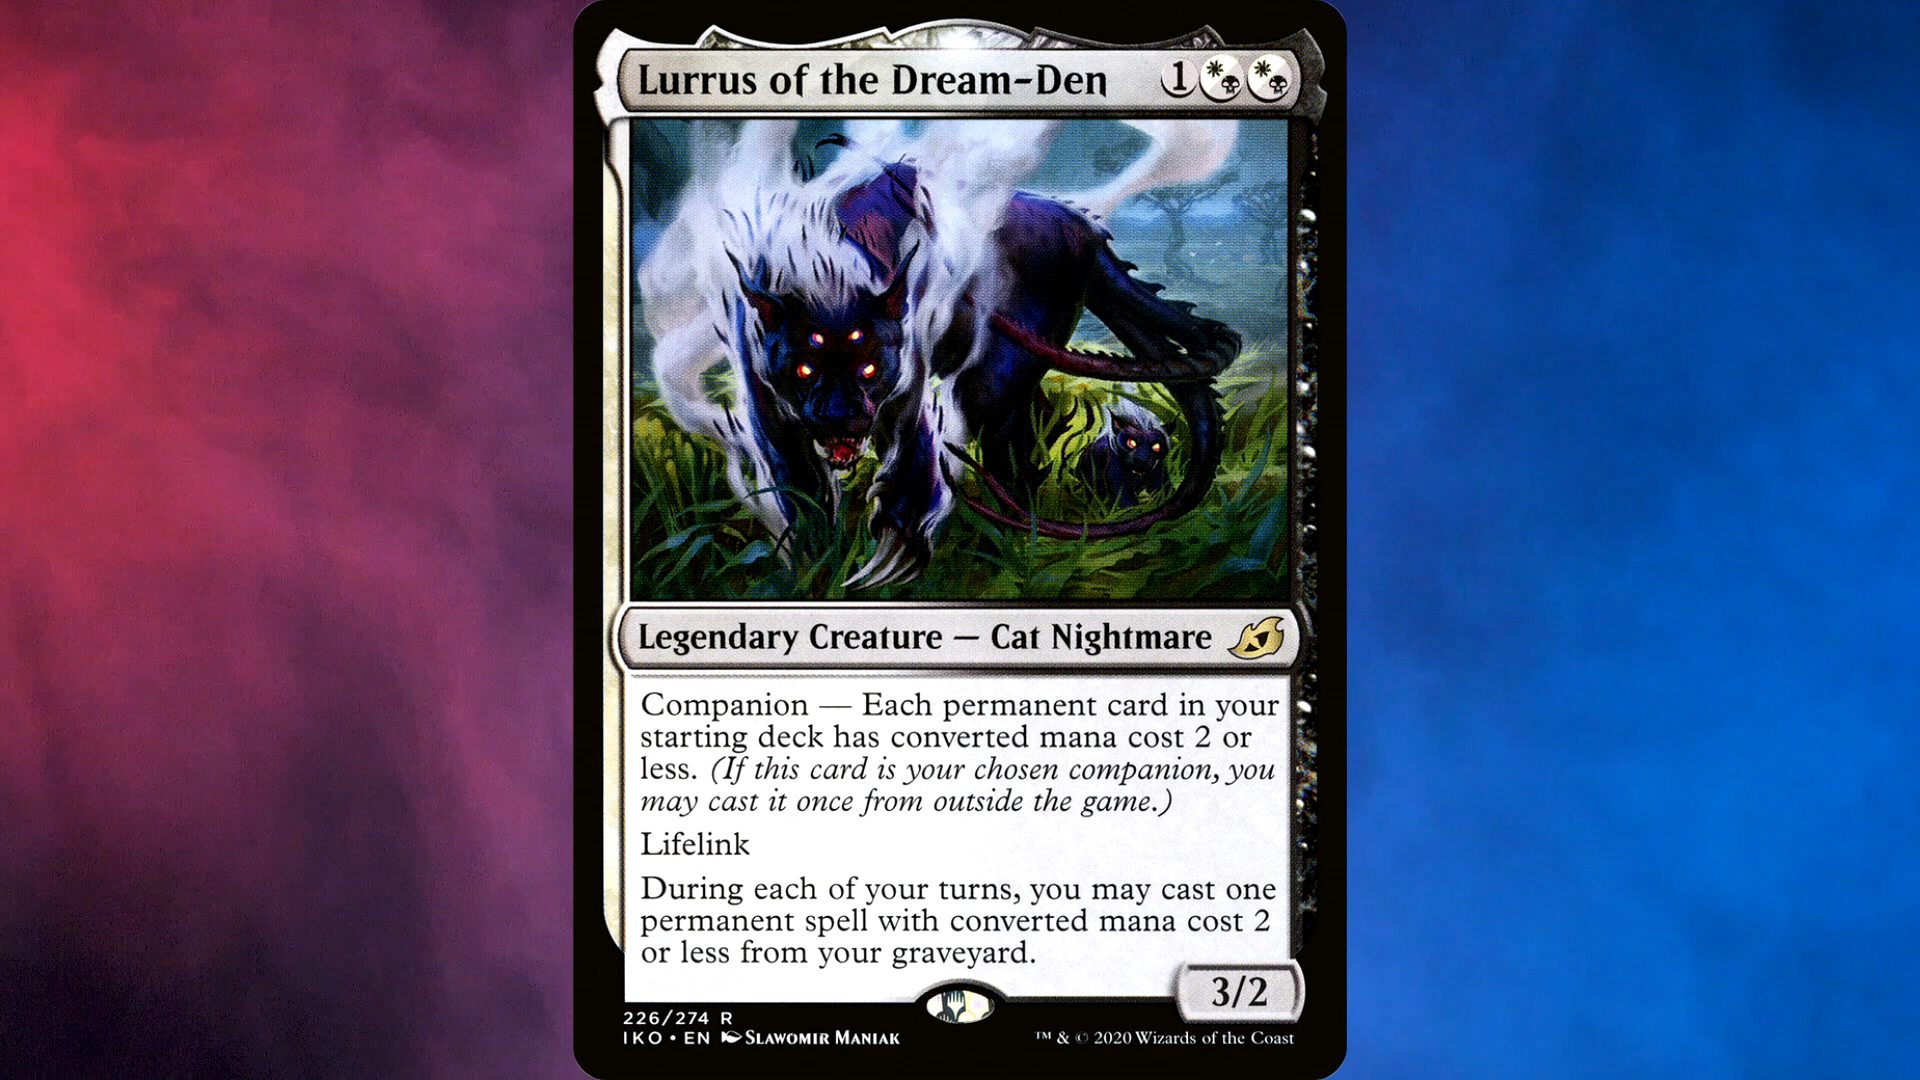 Lurrus of the Dream-Den 1
Legendary Creature — Cat Nightmare
Companion — Each permanent card in your
starting deck has converted mana cost 2 or
less. (If this card is your chosen companion, you
may cast it once from outside the game.)
Lifelink
During each of your turns, you may cast one
permanent spell with converted mana cost 2
or less from your graveyard.
3/2
226/274 R
IKO • EN SLAWOMIR MANIAK
™ & © 2020 Wizards of the Coast